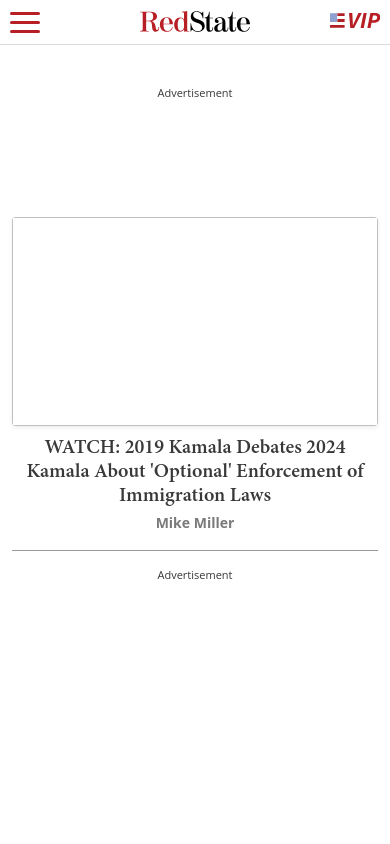 RedState
VIP
Advertisement
WATCH: 2019 Kamala Debates 2024
Kamala About 'Optional' Enforcement of
Immigration Laws
Mike Miller
Advertisement